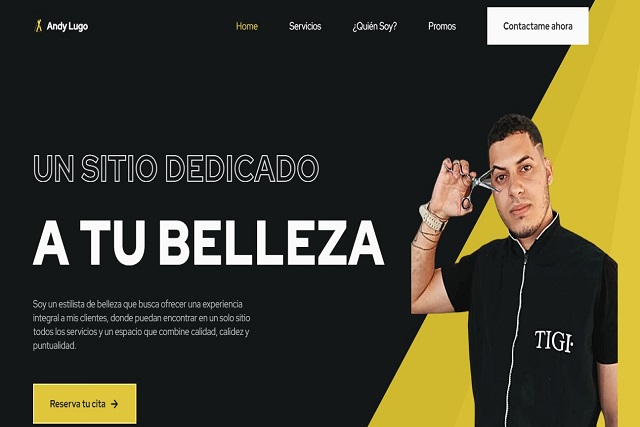 Andy Lugo
Home
Servicios
¿Quién Soy?
Promos
Contactame ahora
UN SITIO DEDICADO
A TU BELLEZA
Soy un estilista de belleza que busca ofrecer una experiencia
integral a mis clientes, donde puedan encontrar en un solo sitio
todos los servicios y un espacio que combine calidad, calidez y
puntualidad.
TIGI
Reserva tu cita →